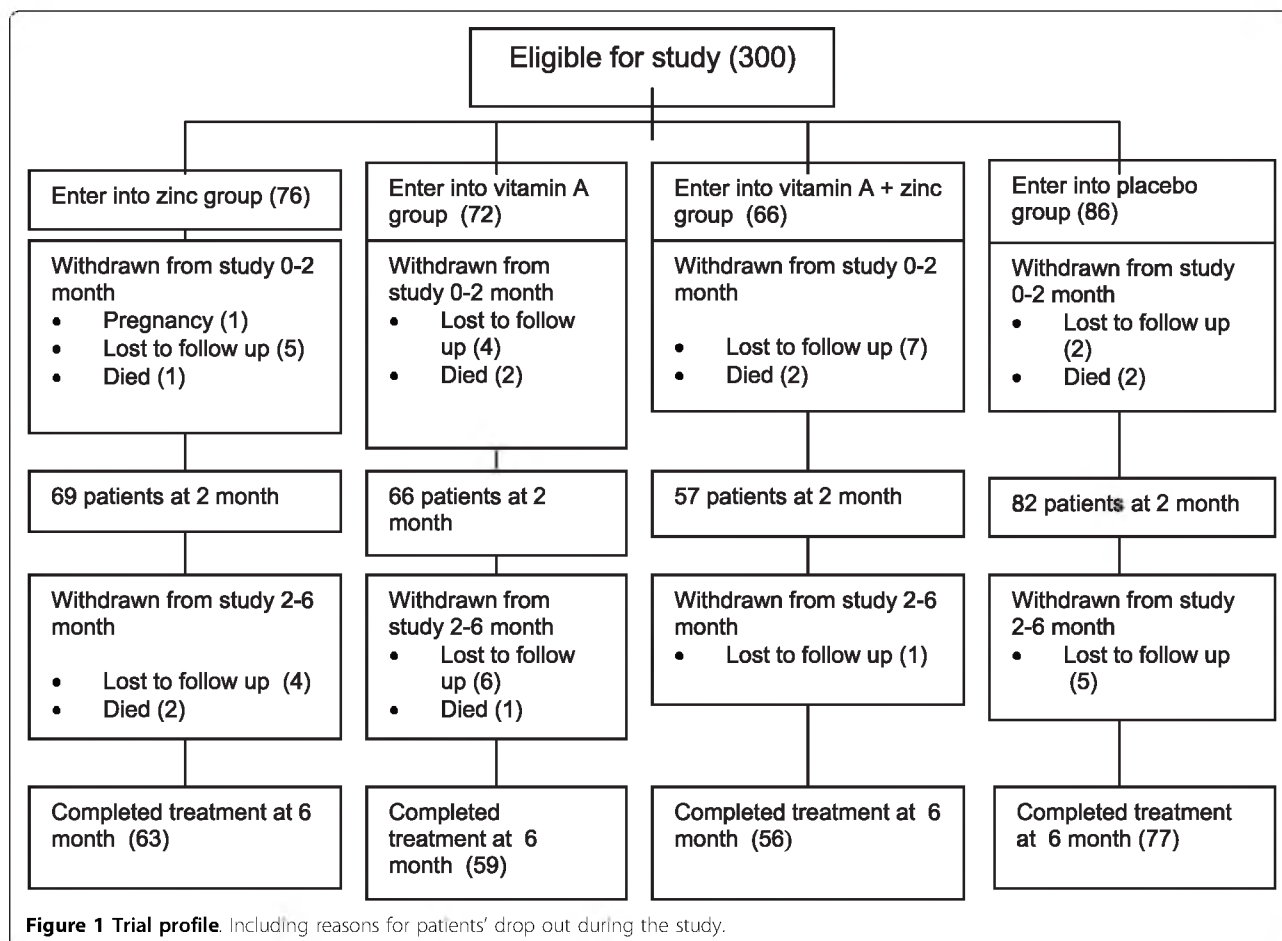 Eligible for study (300)
Enter into zinc group (76)
Withdrawn from study 0-2
month
• Pregnancy (1)
• Lost to follow up (5)
• Died (1)
69 patients at 2 month
Withdrawn from study 2-6
month
• Lost to follow up (4)
• Died (2)
Completed treatment at 6
month (63)
Enter into vitamin A
group (72)
Withdrawn from
study 0-2 month
• Lost to follow
up (4)
• Died (2)
66 patients at 2
month
Withdrawn from
study 2-6 month
• Lost to follow
up (6)
• Died (1)
Completed
treatment at 6
month (59)
Enter into vitamin A + zinc
group (66)
Withdrawn from study 0-2
month
• Lost to follow up (7)
• Died (2)
57 patients at 2 month
Withdrawn from study 2-6
month
• Lost to follow up (1)
Completed treatment at 6
month (56)
Enter into placebo
group (86)
Withdrawn from study
0-2 month
• Lost to follow up
(2)
• Died (2)
82 patients at 2 month
Withdrawn from study
2-6 month
• Lost to follow up
(5)
Completed treatment
at 6 month (77)
Figure 1 Trial profile. Including reasons for patients' drop out during the study.